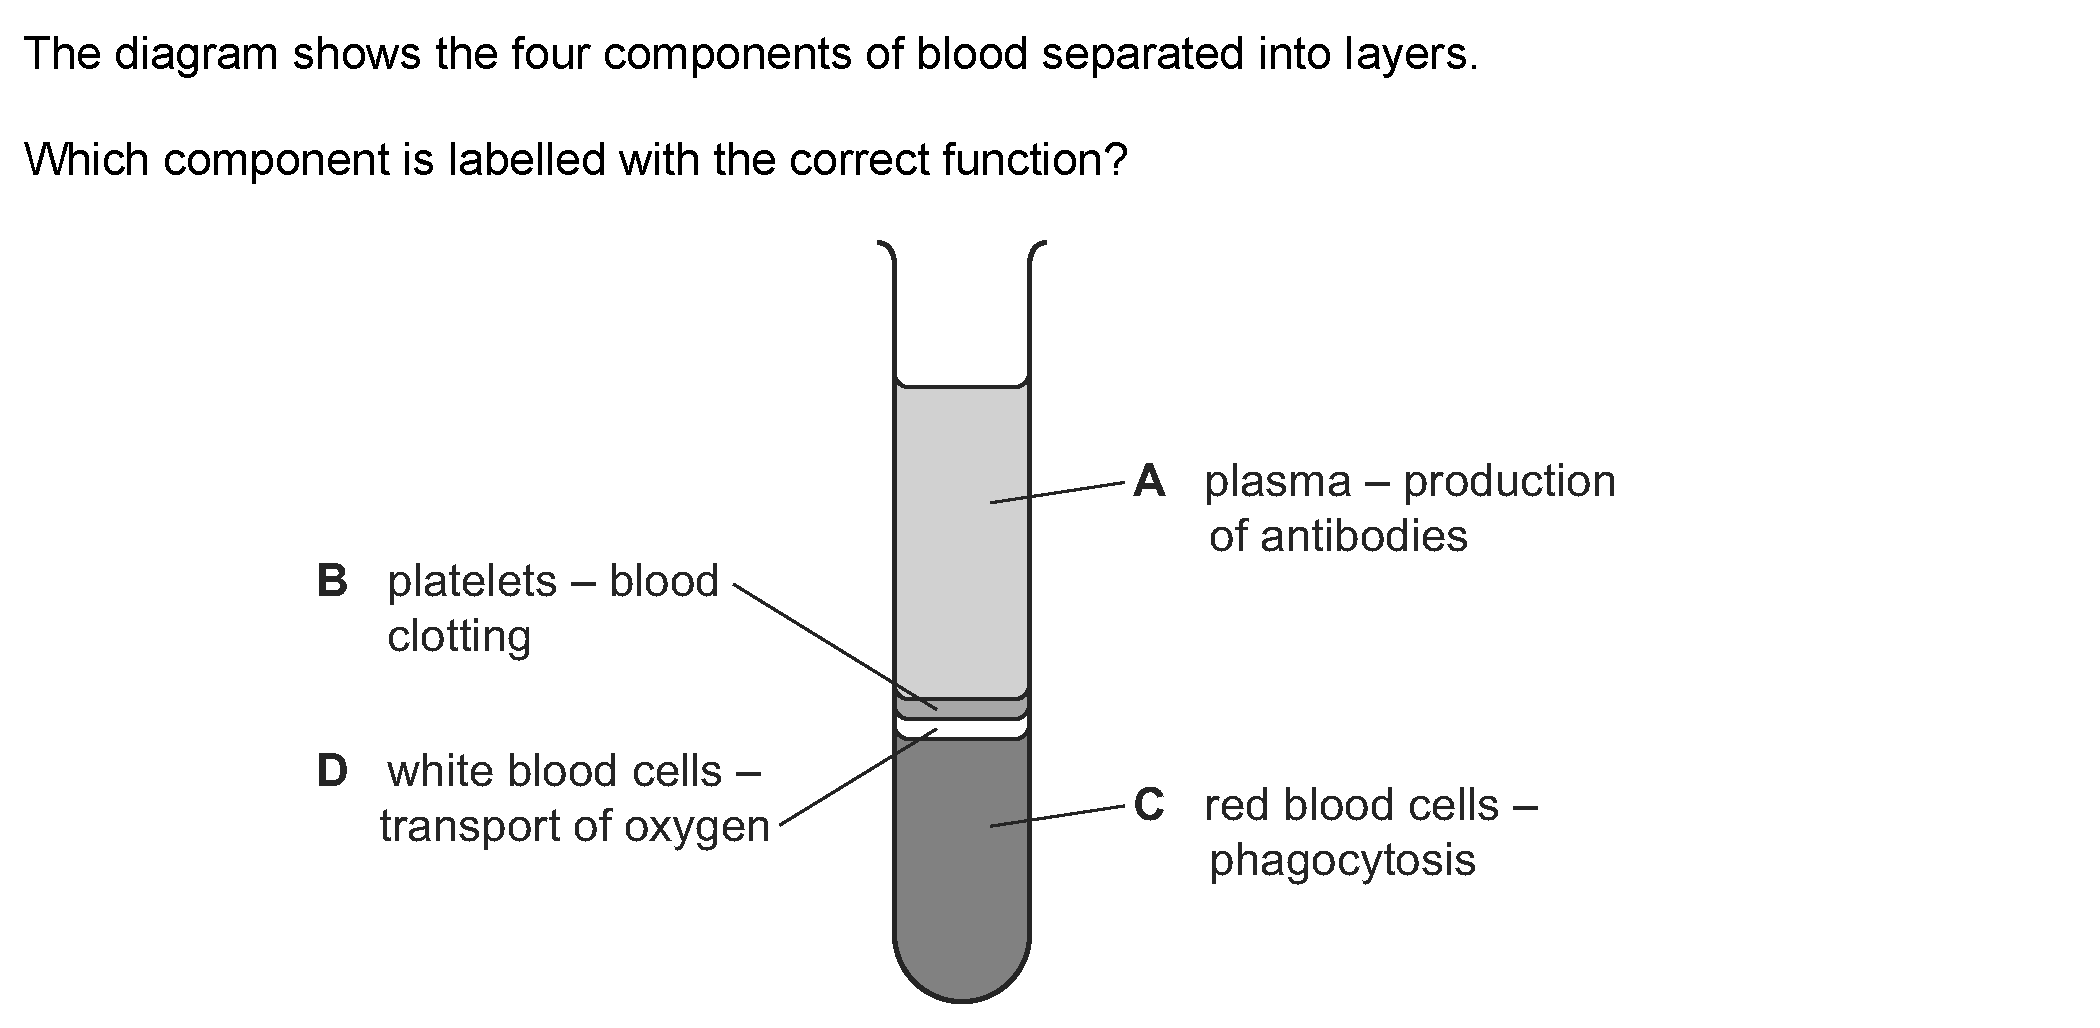 The diagram shows the four components of blood separated into layers.
Which component is labelled with the correct function?
A plasma – production
of antibodies
B platelets – blood
clotting
D white blood cells –
transport of oxygen
C red blood cells –
phagocytosis